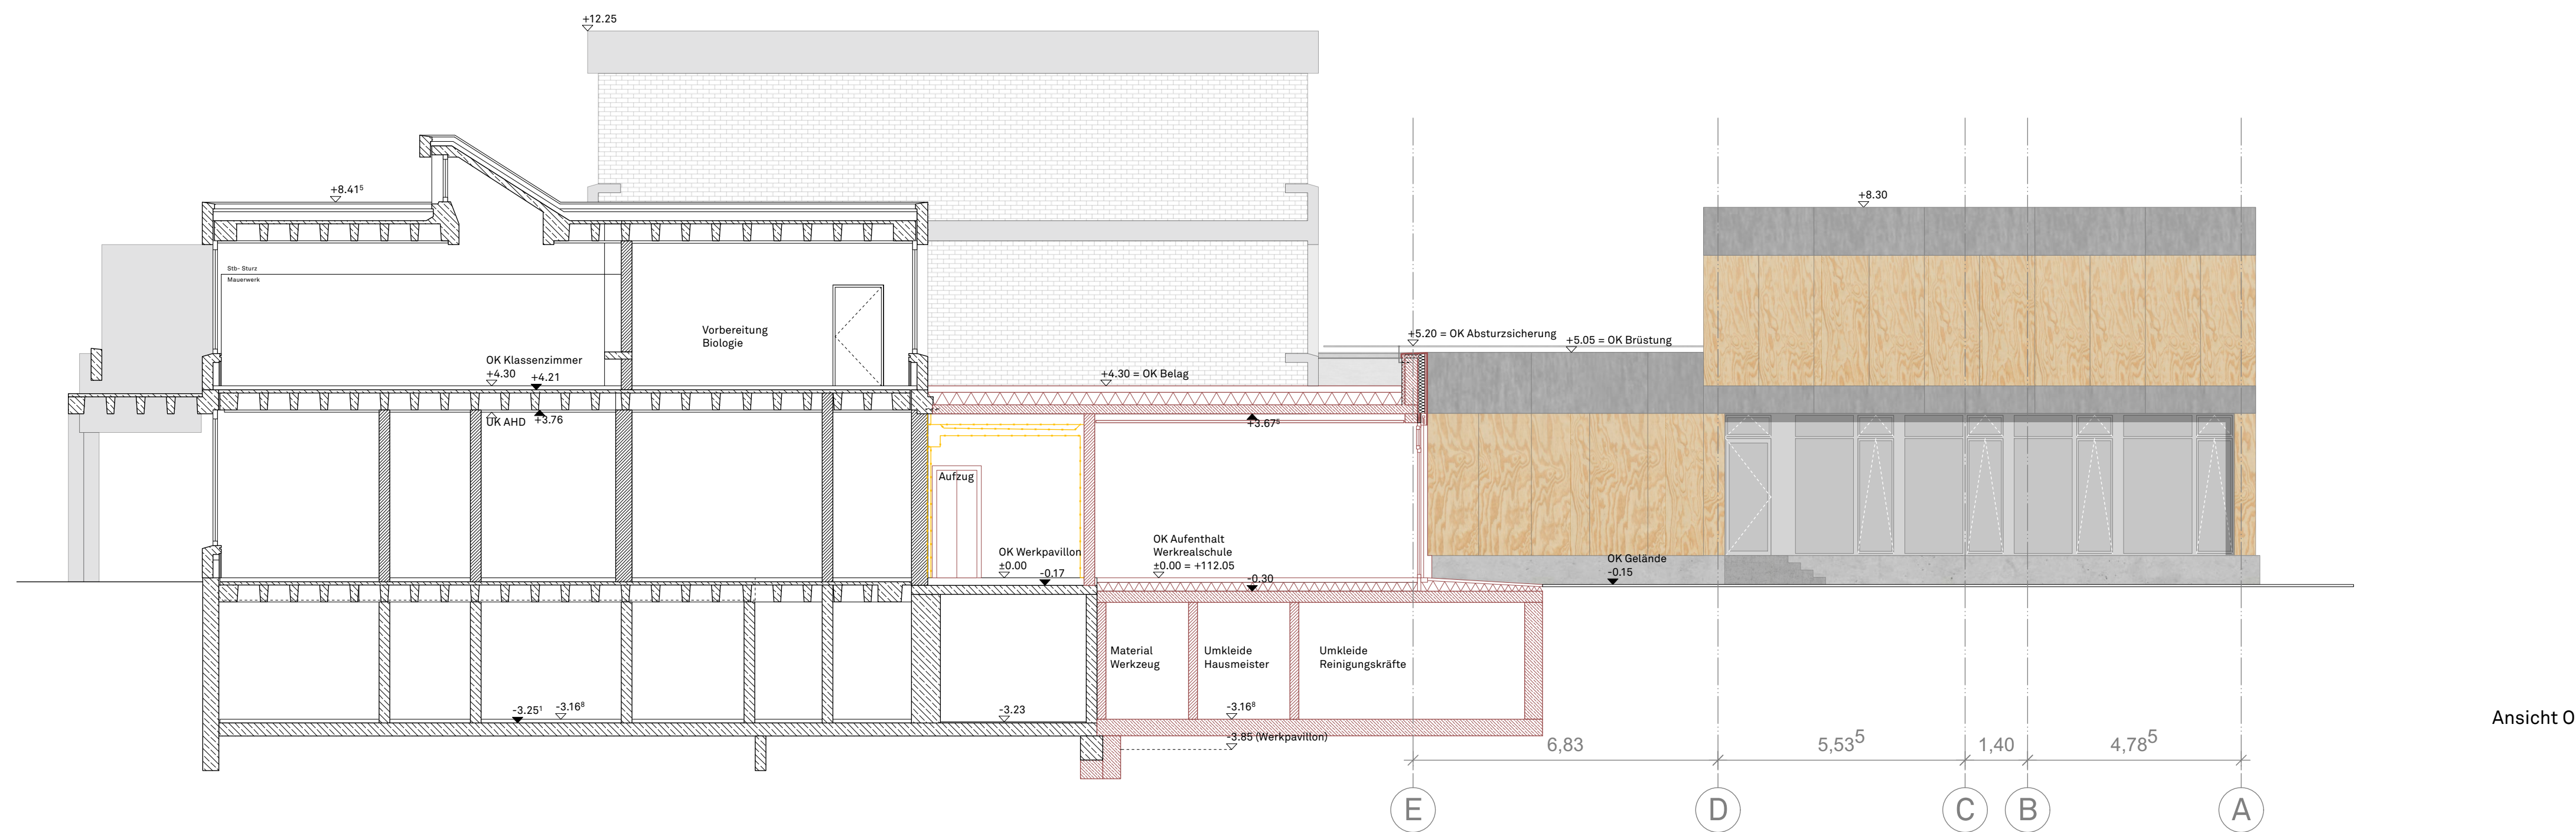 +12.25
+8.41⁵
+8.30
Stb- Sturz
Mauerwerk
Vorbereitung
Biologie
+5.20 = OK Absturzsicherung
+5.05 = OK Brüstung
OK Klassenzimmer
+4.30
+4.21
+4.30 = OK Belag
UK AHD
+3.76
+3.67⁵
Aufzug
OK Werkpavillon
±0.00
-0.17
OK Aufenthalt
Werkrealschule
±0.00 = +112.05
-0.30
OK Gelände
-0.15
Material
Werkzeug
Umkleide
Hausmeister
Umkleide
Reinigungskräfte
-3.25¹
-3.16⁸
-3.23
-3.16⁸
-3.85 (Werkpavillon)
Ansicht O
6,83
5,53⁵
1,40
4,78⁵
E
D
C
B
A